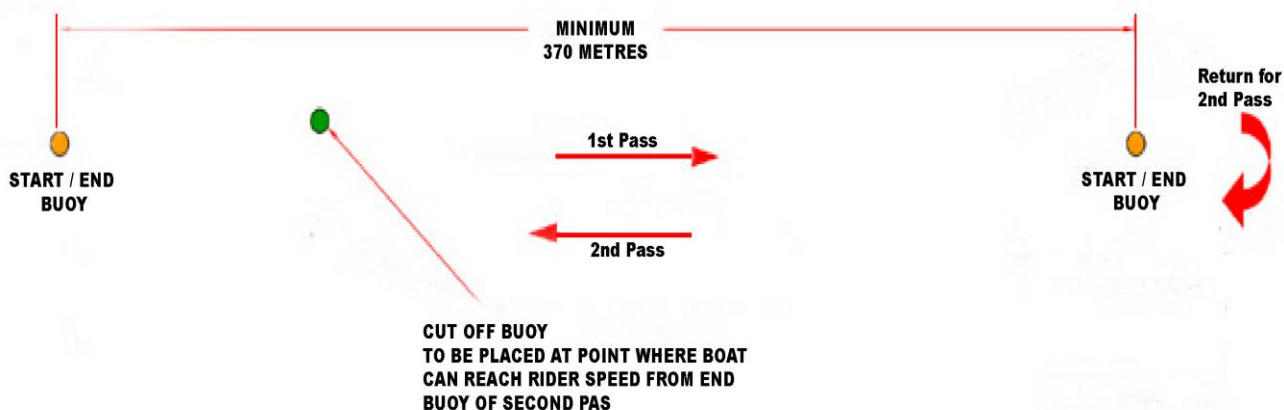 MINIMUM
370 METRES
Return for
2nd Pass
1st Pass
START / END
BUOY
START / END
BUOY
2nd Pass
CUT OFF BUOY
TO BE PLACED AT POINT WHERE BOAT
CAN REACH RIDER SPEED FROM END
BUOY OF SECOND PAS